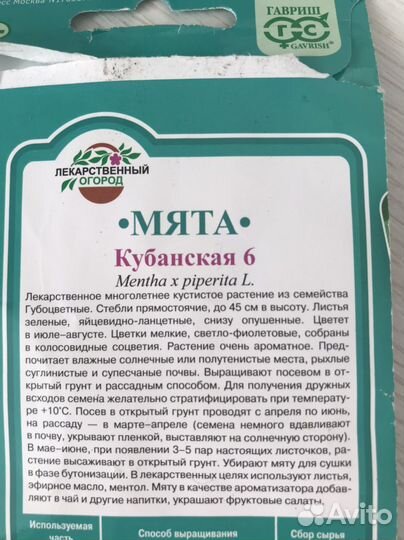 ГАВРИШ
ГС
GAVRISH®
ЛЕКАРСТВЕННЫЙ
ОГОРОД
•МЯТА•
Кубанская 6
Mentha x piperita L.
Лекарственное многолетнее кустистое растение из семейства
Губоцветные. Стебли прямостоячие, до 45 см в высоту. Листья
зеленые, яйцевидно-ланцетные, снизу опушенные. Цветет
в июле–августе. Цветки мелкие, светло-фиолетовые, собраны
в колосовидные соцветия. Растение очень ароматное. Пред-
почитает влажные солнечные или полутенистые места, рыхлые
суглинистые и супесчаные почвы. Выращивают посевом в от-
крытый грунт и рассадным способом. Для получения дружных
всходов семена желательно стратифицировать при температу-
ре +10°С. Посев в открытый грунт проводят с апреля по июнь,
на рассаду — в марте–апреле (семена немного вдавливают
в почву, укрывают пленкой, выставляют на солнечную сторону).
В мае–июне, при появлении 3–5 пар настоящих листочков, рас-
тение высаживают в открытый грунт. Убирают мяту для сушки
в фазе бутонизации. В лекарственных целях используют листья,
эфирное масло, ментол. Мяту в качестве ароматизатора добав-
ляют в чай и другие напитки, украшают фруктовые салаты.
Используемая часть
Способ выращивания
Сбор сырья
Avito